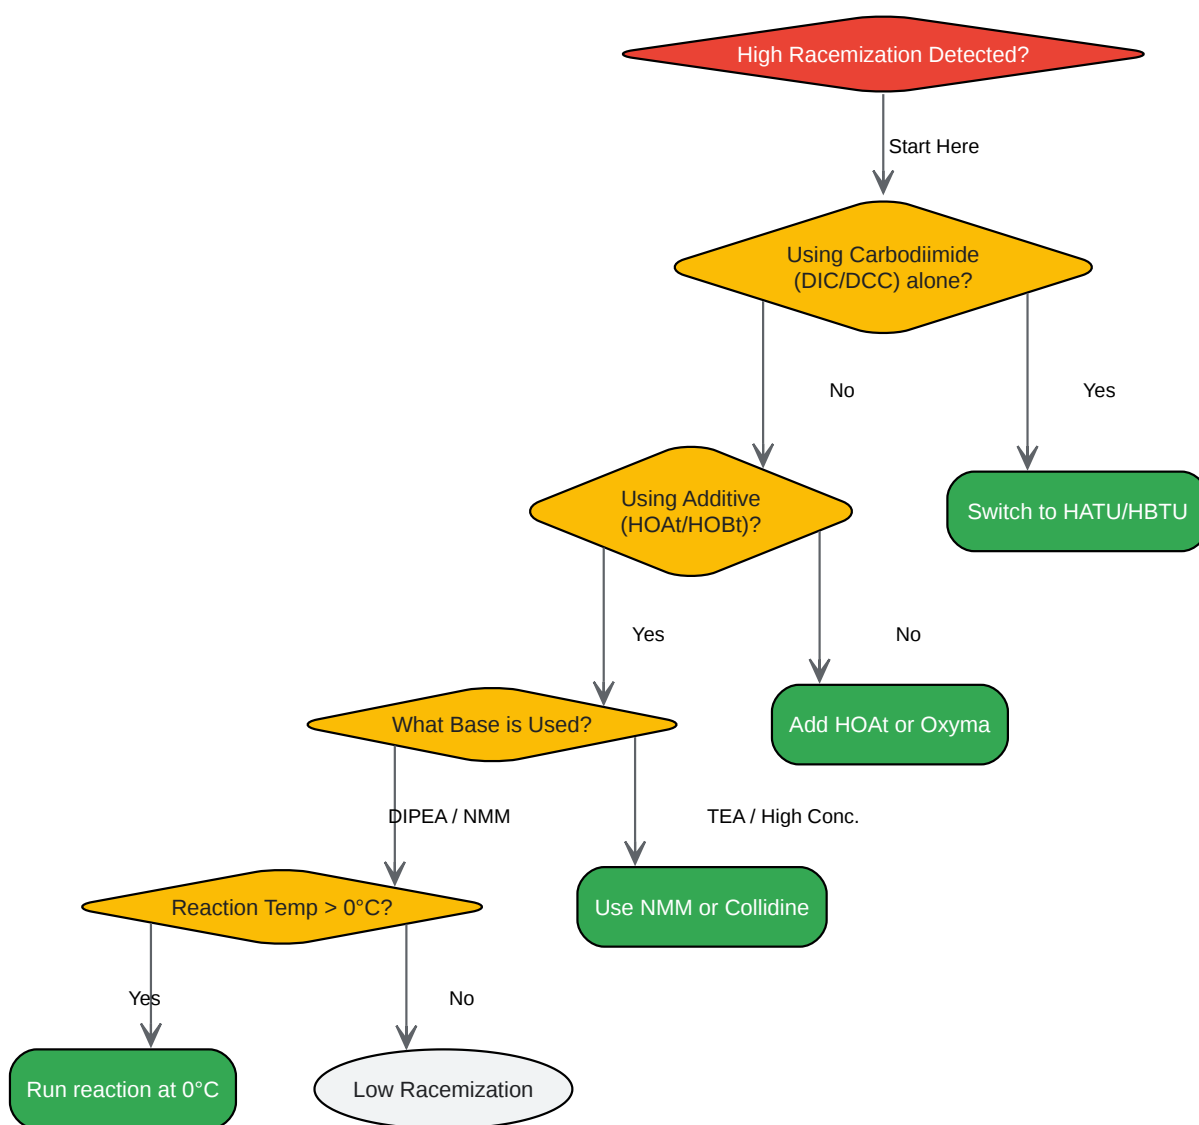 High Racemization Detected?
Start Here
Using Carbodiimide
(DIC/DCC) alone?
No
Yes
Using Additive
(HOAt/HOBt)?
Switch to HATU/HBTU
Yes
No
What Base is Used?
Add HOAt or Oxyma
DIPEA / NMM
TEA / High Conc.
Reaction Temp > 0°C?
Use NMM or Collidine
Yes
No
Run reaction at 0°C
Low Racemization